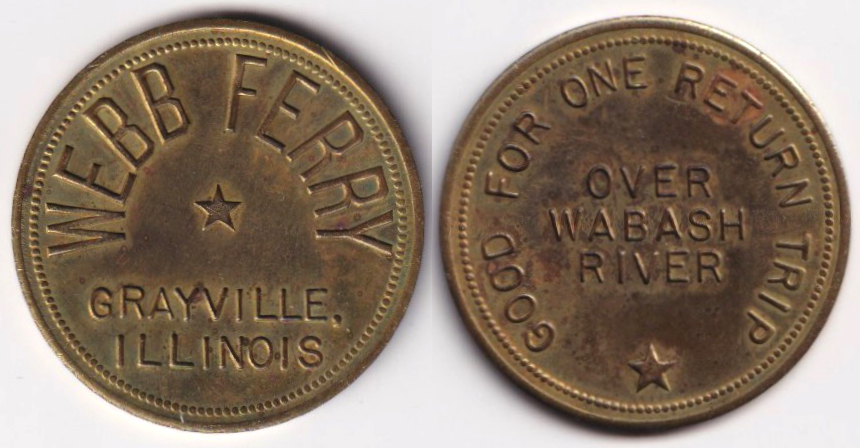 WEBB FERRY
GRAYVILLE,
ILLINOIS
GOOD FOR ONE RETURN TRIP
OVER
WABASH
RIVER